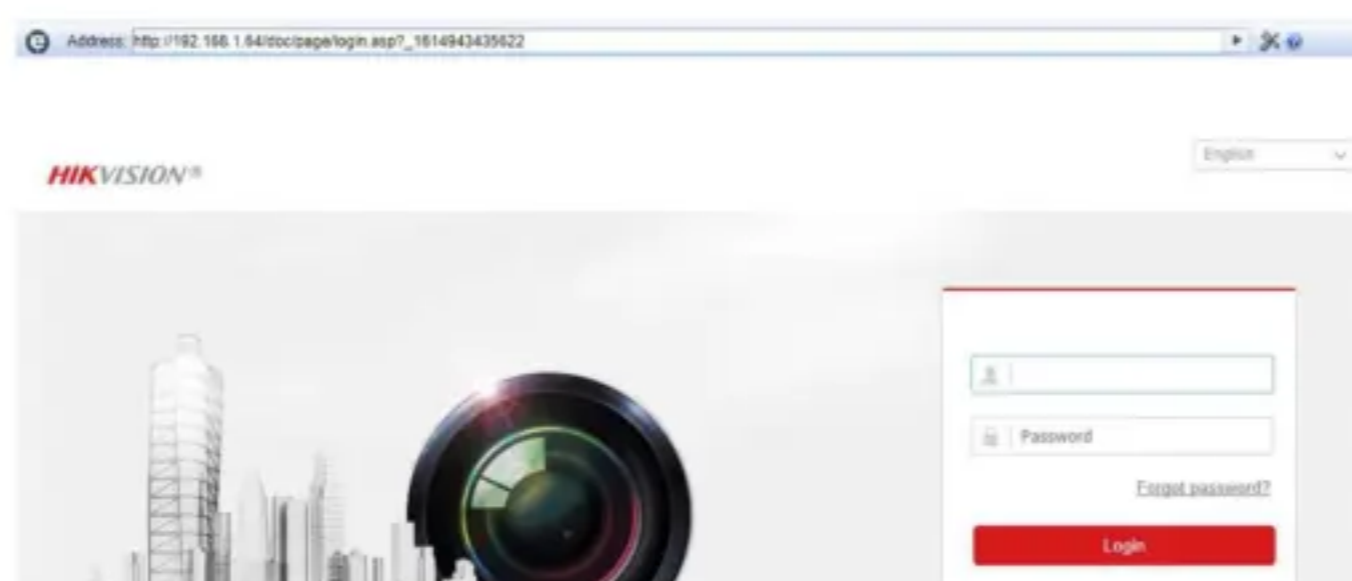 Address: http://192.168.1.64/doc/page/login.asp?_1614943435622
HIKVISION®
English
Password
Forgot password?
Login